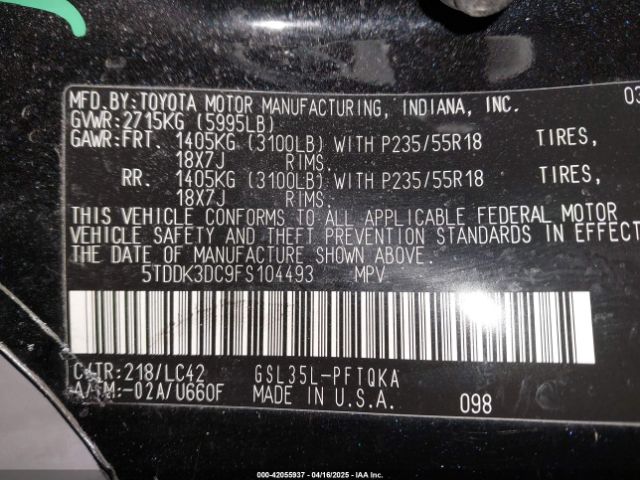 MFD.BY:TOYOTA MOTOR MANUFACTURING, INDIANA, INC. 03
GVWR:2715KG (5995LB)
GAWR:FRT. 1405KG (3100LB) WITH P235/55R18 TIRES,
18X7J RIMS.
RR. 1405KG (3100LB) WITH P235/55R18 TIRES,
18X7J RIMS.
THIS VEHICLE CONFORMS TO ALL APPLICABLE FEDERAL MOTOR
VEHICLE SAFETY AND THEFT PREVENTION STANDARDS IN EFFECT
THE DATE OF MANUFACTURE SHOWN ABOVE.
5TDDK3DC9FS104493 MPV
C/TR:218/LC42 GSL35L-PFTQKA
A/TM:-02A/U660F MADE IN U.S.A. 098
000-42055937 - 04/16/2025 - IAAI